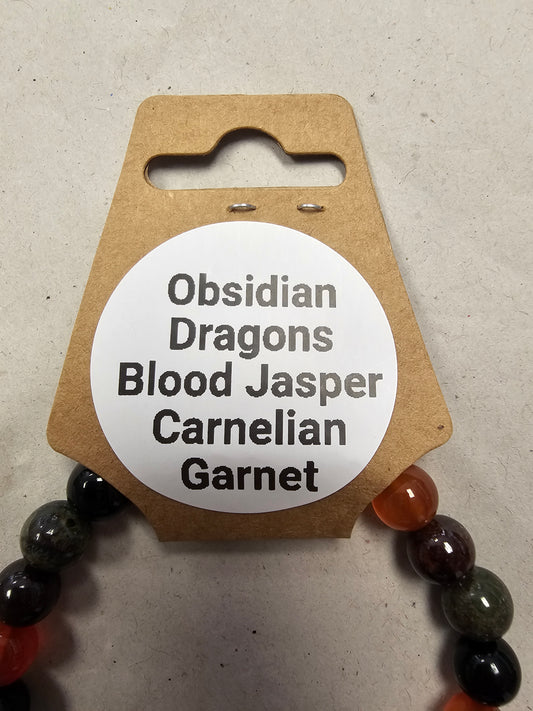 Obsidian
Dragons
Blood Jasper
Carnelian
Garnet